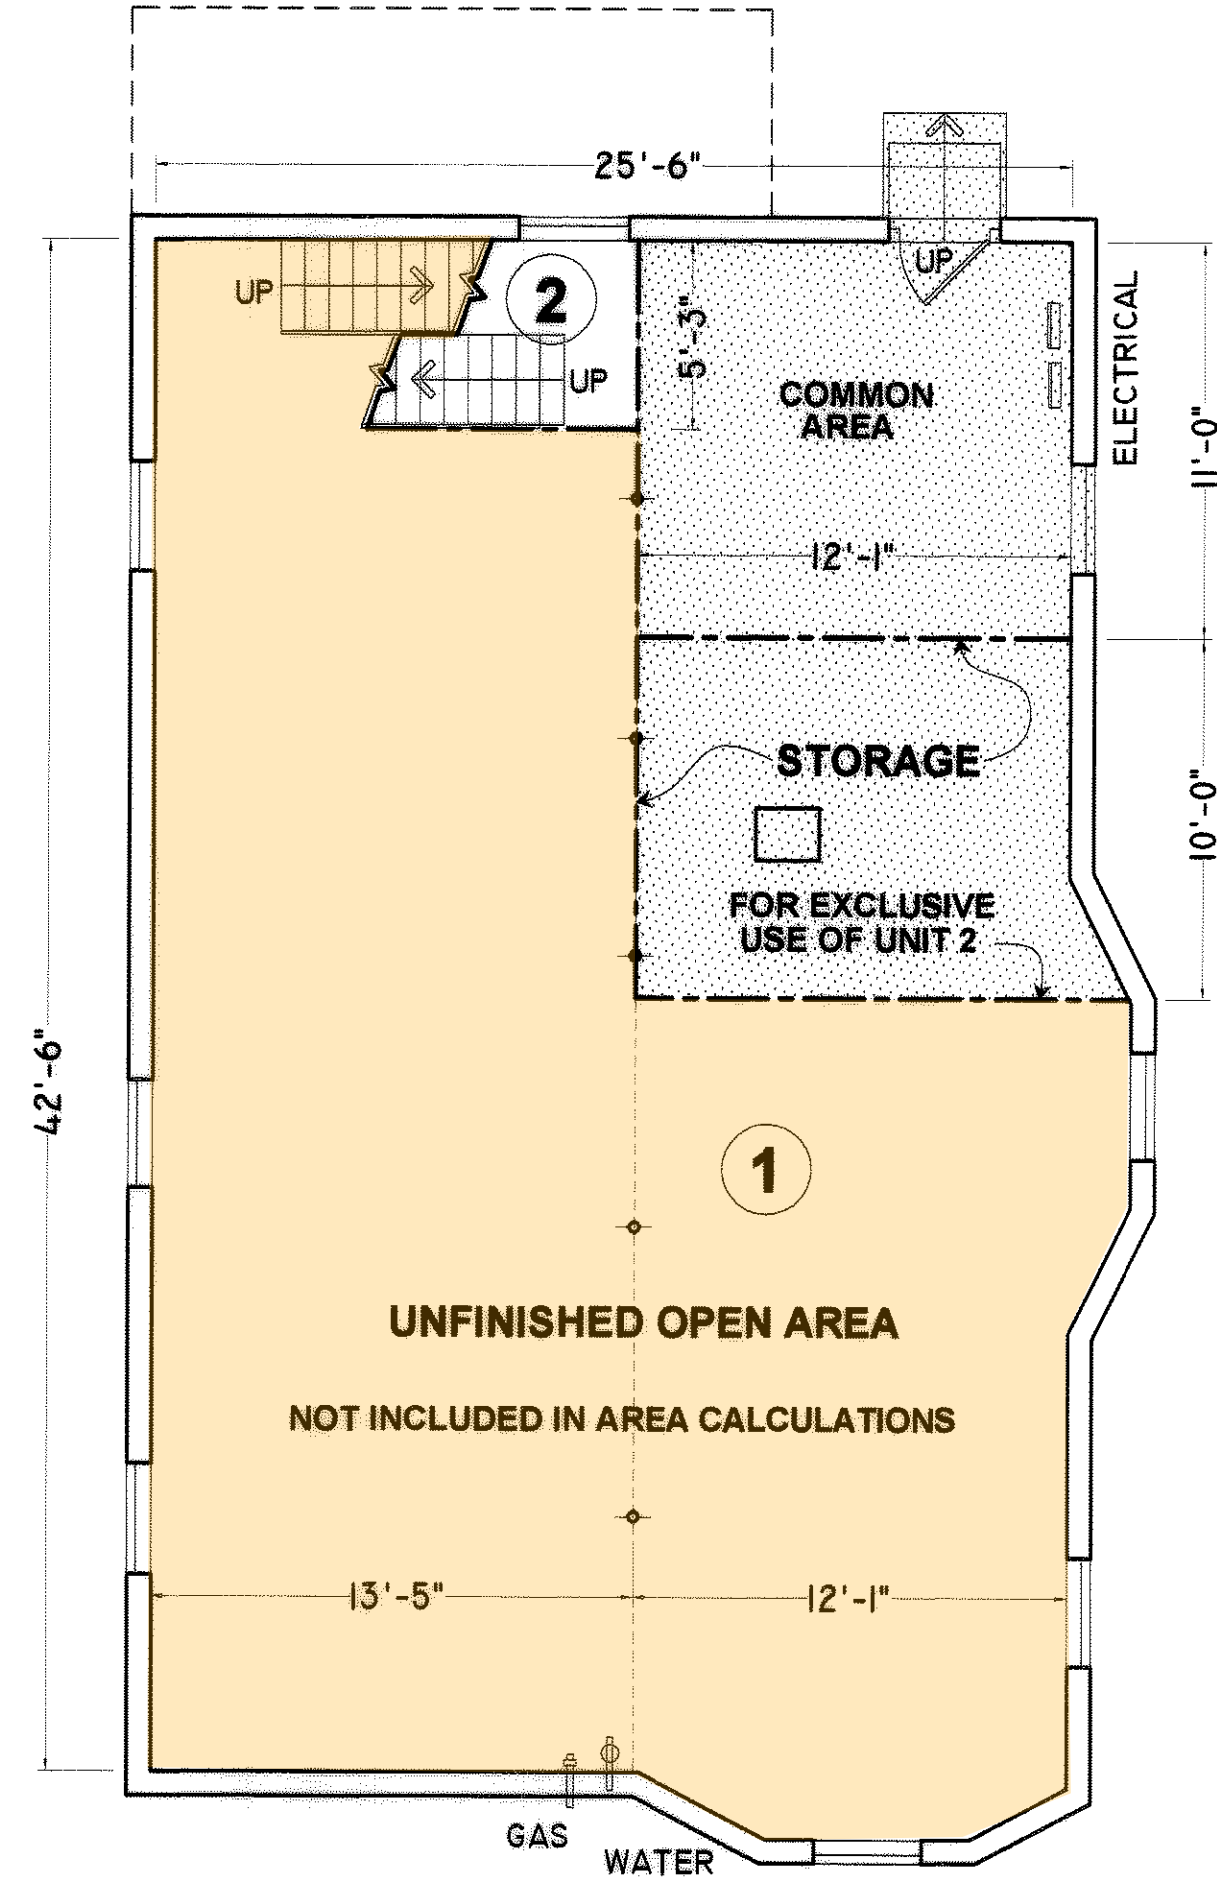 25'-6"
UP
2
UP
UP
5'-3"
ELECTRICAL
COMMON
AREA
11'-0"
12'-1"
STORAGE
10'-0"
FOR EXCLUSIVE
USE OF UNIT 2
42'-6"
1
UNFINISHED OPEN AREA
NOT INCLUDED IN AREA CALCULATIONS
13'-5"
12'-1"
GAS
WATER